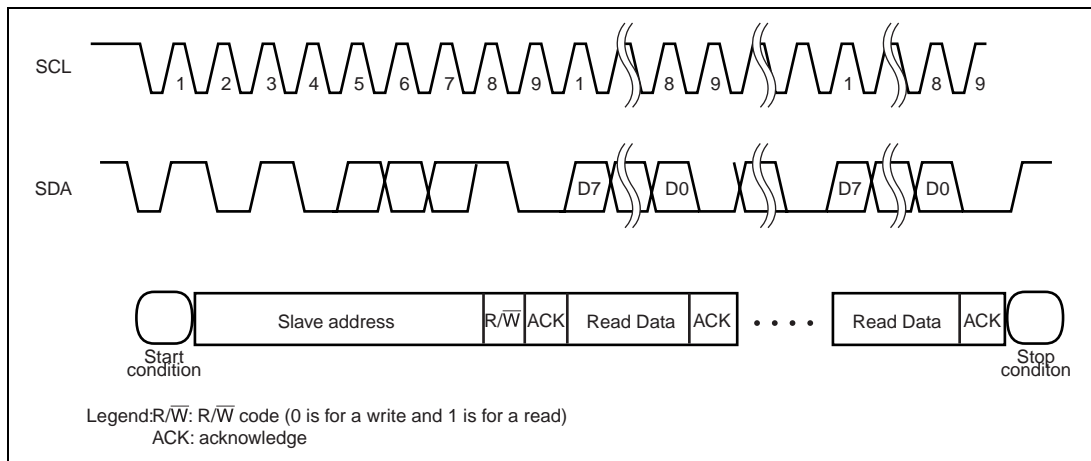 SCL
1 2 3 4 5 6 7 8 9 1 8 9 1 8 9
SDA
D7 D0 D7 D0
Slave address R/W̅ ACK Read Data ACK • • • • Read Data ACK
Start
condition
Stop
conditon
Legend:R/W̅: R/W̅ code (0 is for a write and 1 is for a read)
ACK: acknowledge